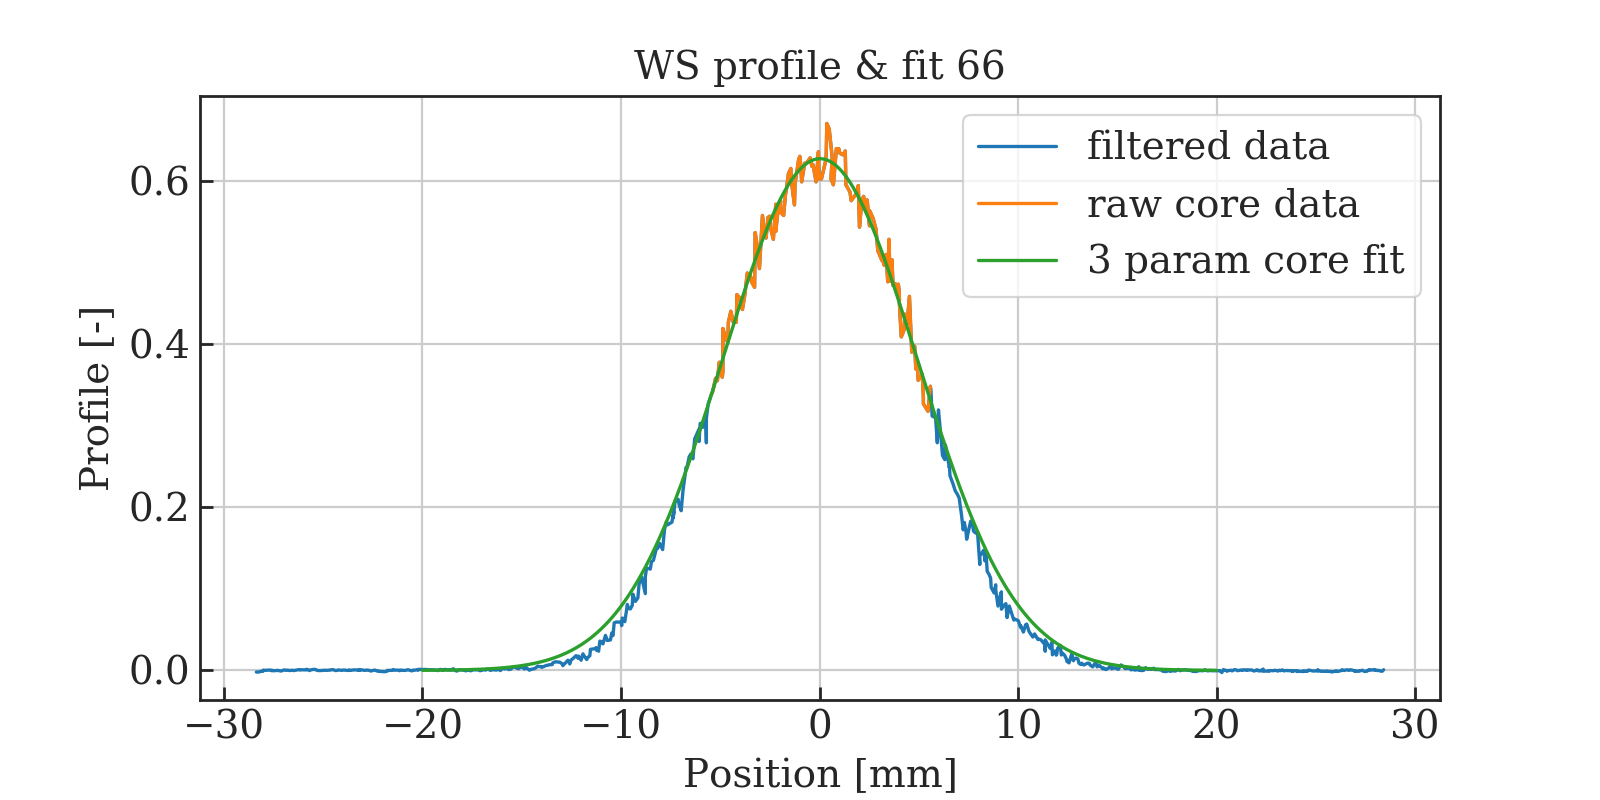 WS profile & fit 66
filtered data
raw core data
3 param core fit
Profile [-]
0.6
0.4
0.2
0.0
−30 −20 −10 0 10 20 30
Position [mm]